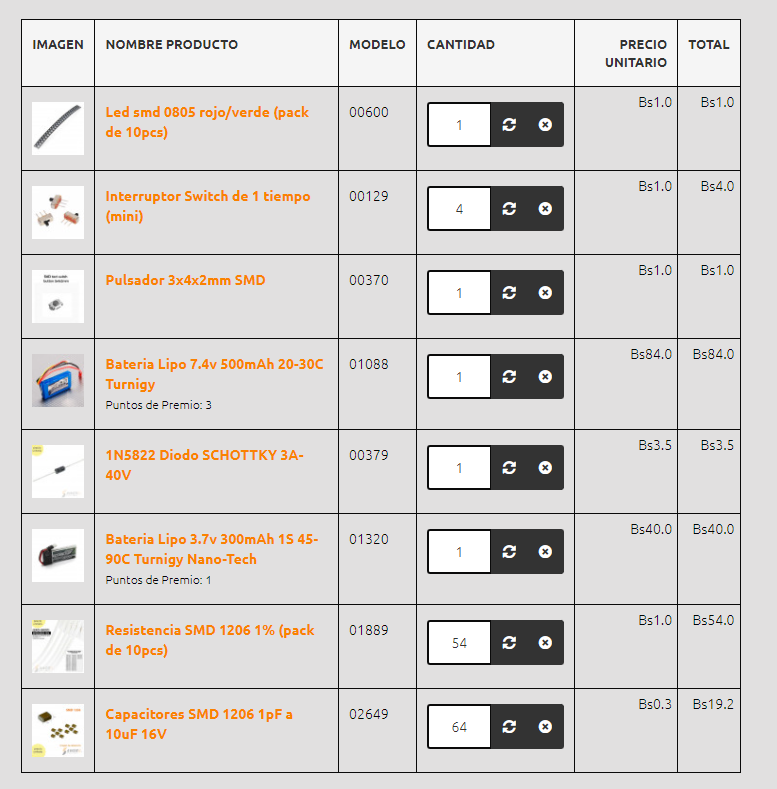 IMAGEN NOMBRE PRODUCTO MODELO CANTIDAD PRECIO UNITARIO TOTAL
Led smd 0805 rojo/verde (pack
de 10pcs)
00600
1
Bs1.0
Bs1.0
Interruptor Switch de 1 tiempo
(mini)
00129
4
Bs1.0
Bs4.0
Pulsador 3x4x2mm SMD
00370
1
Bs1.0
Bs1.0
Bateria Lipo 7.4v 500mAh 20-30C
Turnigy
Puntos de Premio: 3
01088
1
Bs84.0
Bs84.0
1N5822 Diodo SCHOTTKY 3A-
40V
00379
1
Bs3.5
Bs3.5
Bateria Lipo 3.7v 300mAh 1S 45-
90C Turnigy Nano-Tech
Puntos de Premio: 1
01320
1
Bs40.0
Bs40.0
Resistencia SMD 1206 1% (pack
de 10pcs)
01889
54
Bs1.0
Bs54.0
Capacitores SMD 1206 1pF a
10uF 16V
02649
64
Bs0.3
Bs19.2